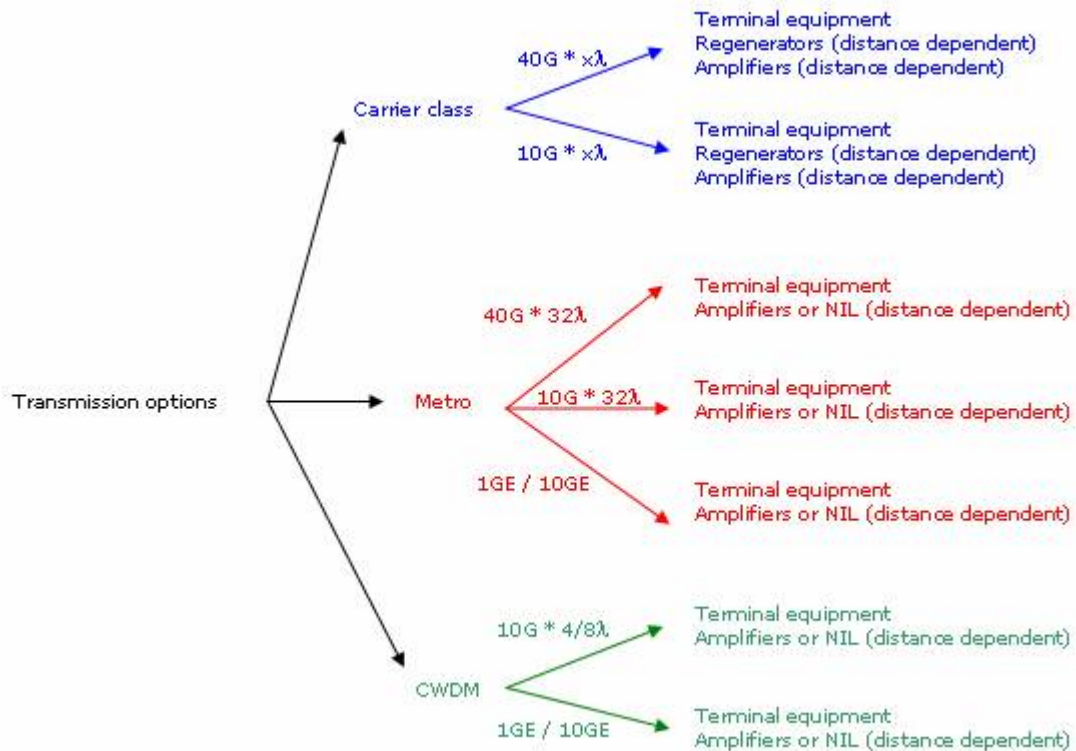 Terminal equipment
Regenerators (distance dependent)
Amplifiers (distance dependent)
40G * xλ
Carrier class
10G * xλ
Terminal equipment
Regenerators (distance dependent)
Amplifiers (distance dependent)
Terminal equipment
Amplifiers or NIL (distance dependent)
40G * 32λ
Transmission options
Metro
10G * 32λ
Terminal equipment
Amplifiers or NIL (distance dependent)
1GE / 10GE
Terminal equipment
Amplifiers or NIL (distance dependent)
10G * 4/8λ
Terminal equipment
Amplifiers or NIL (distance dependent)
CWDM
1GE / 10GE
Terminal equipment
Amplifiers or NIL (distance dependent)